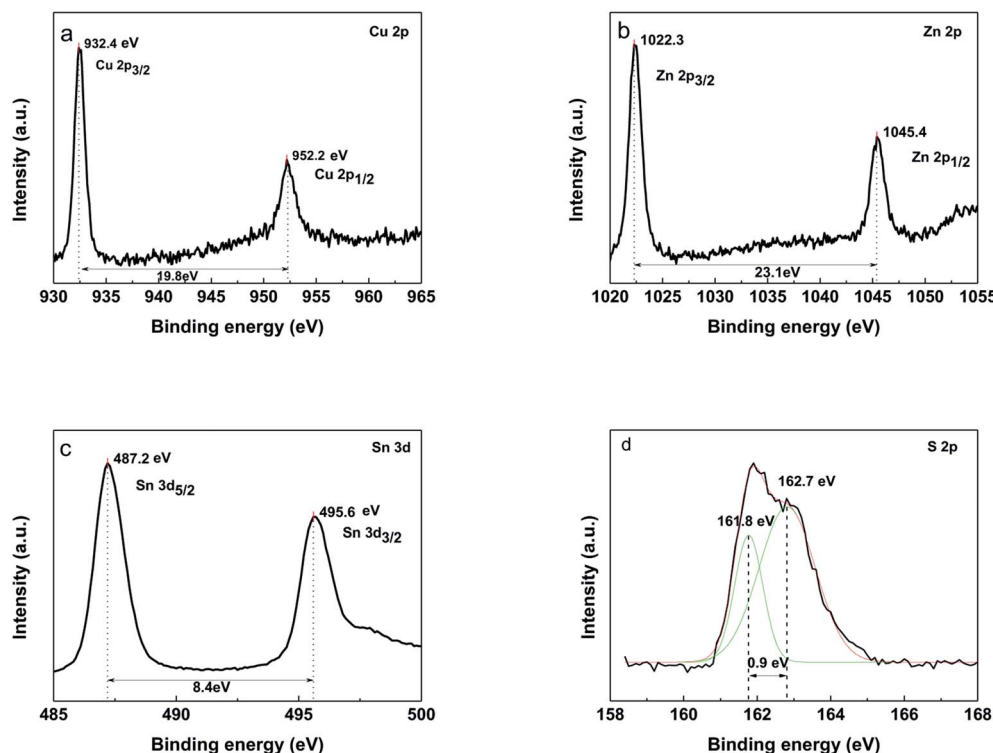 a
Cu 2p
932.4 eV
Cu 2p3/2
952.2 eV
Cu 2p1/2
19.8eV
Intensity (a.u.)
930 935 940 945 950 955 960 965
Binding energy (eV)
b
Zn 2p
1022.3
Zn 2p3/2
1045.4
Zn 2p1/2
23.1eV
Intensity (a.u.)
1020 1025 1030 1035 1040 1045 1050 1055
Binding energy (eV)
c
Sn 3d
487.2 eV
Sn 3d5/2
495.6 eV
Sn 3d3/2
8.4eV
Intensity (a.u.)
485 490 495 500
Binding energy (eV)
d
S 2p
162.7 eV
161.8 eV
0.9 eV
Intensity (a.u.)
158 160 162 164 166 168
Binding energy (eV)